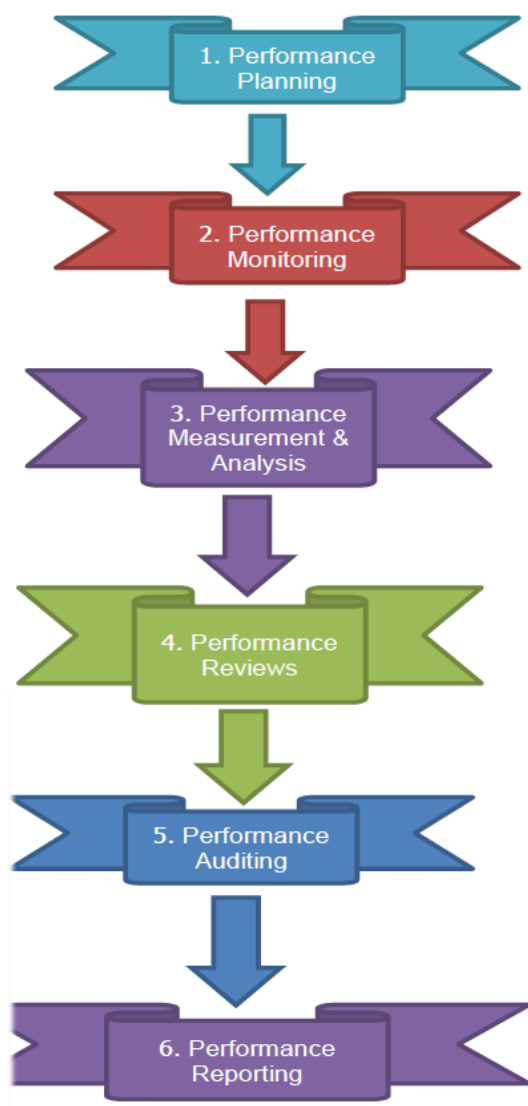 1. Performance
Planning
2. Performance
Monitoring
3. Performance
Measurement &
Analysis
4. Performance
Reviews
5. Performance
Auditing
6. Performance
Reporting